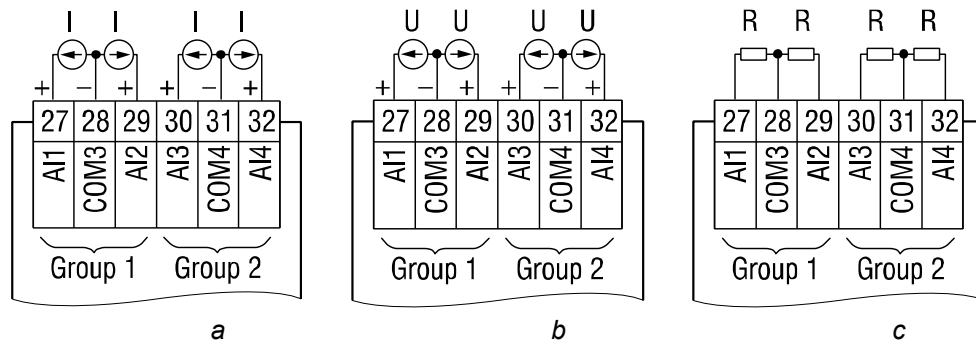 I I I I
+ − + + − +
27 28 29 30 31 32
AI1 COM3 AI2 AI3 COM4 AI4
Group 1 Group 2
a
U U U U
+ − + + − +
27 28 29 30 31 32
AI1 COM3 AI2 AI3 COM4 AI4
Group 1 Group 2
b
R R R R
27 28 29 30 31 32
AI1 COM3 AI2 AI3 COM4 AI4
Group 1 Group 2
c